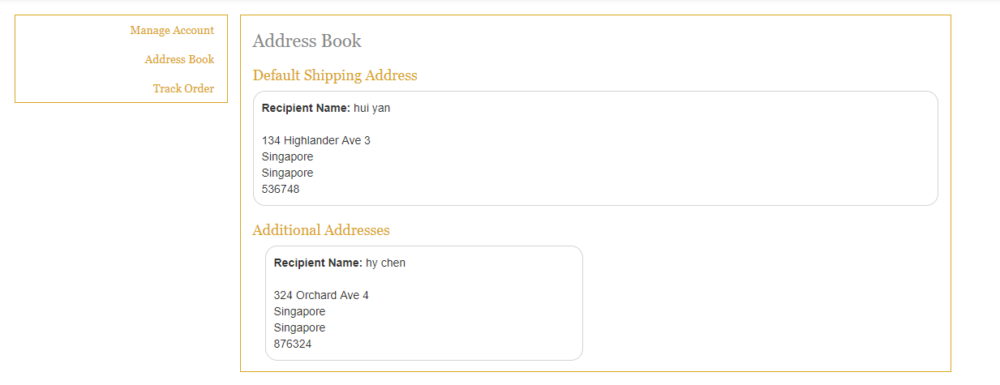 Manage Account
Address Book
Track Order
Address Book
Default Shipping Address
Recipient Name: hui yan
134 Highlander Ave 3
Singapore
Singapore
536748
Additional Addresses
Recipient Name: hy chen
324 Orchard Ave 4
Singapore
Singapore
876324